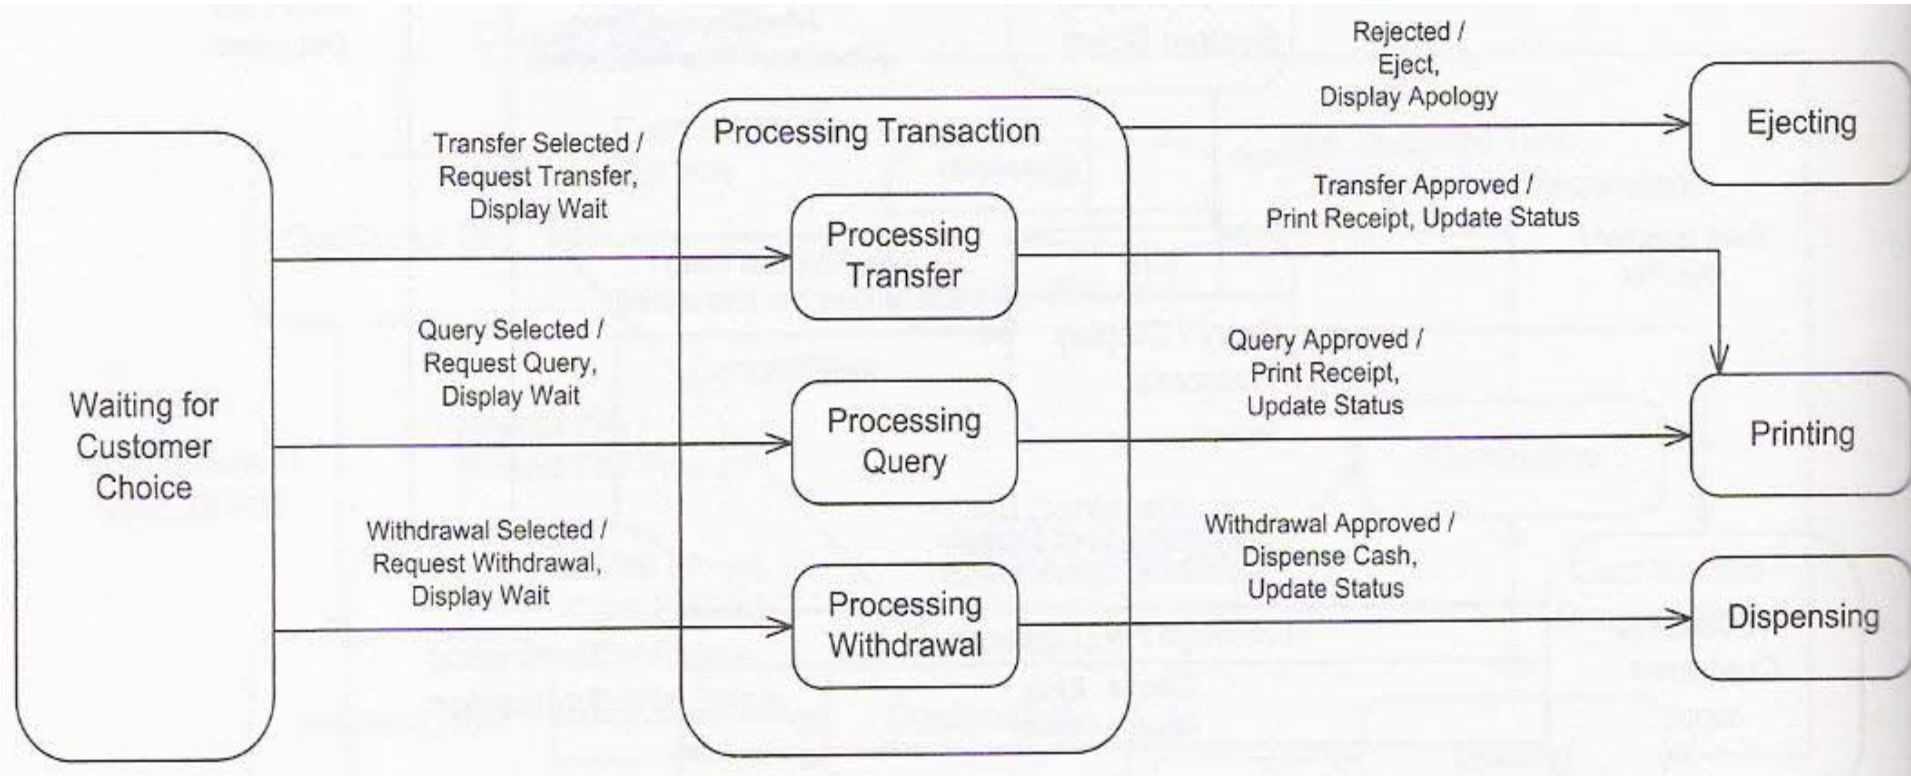 Waiting for
Customer
Choice
Transfer Selected /
Request Transfer,
Display Wait
Query Selected /
Request Query,
Display Wait
Withdrawal Selected /
Request Withdrawal,
Display Wait
Processing Transaction
Processing
Transfer
Processing
Query
Processing
Withdrawal
Rejected /
Eject,
Display Apology
Transfer Approved /
Print Receipt, Update Status
Query Approved /
Print Receipt,
Update Status
Withdrawal Approved /
Dispense Cash,
Update Status
Ejecting
Printing
Dispensing